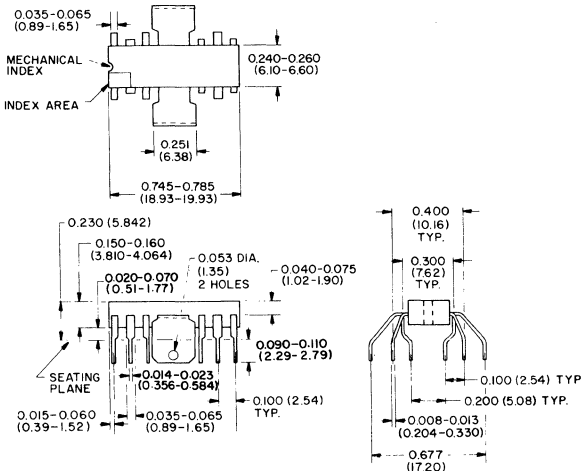 0.035-0.065
(0.89-1.65)
MECHANICAL
INDEX
INDEX AREA
0.240-0.260
(6.10-6.60)
0.251
(6.38)
0.745-0.785
(18.93-19.93)
0.230 (5.842)
0.150-0.160
(3.810-4.064)
0.020-0.070
(0.51-1.77)
0.053 DIA.
(1.35)
2 HOLES
0.040-0.075
(1.02-1.90)
0.090-0.110
(2.29-2.79)
SEATING
PLANE
0.014-0.023
(0.356-0.584)
0.100 (2.54)
TYP.
0.015-0.060
(0.39-1.52)
0.035-0.065
(0.89-1.65)
0.400
(10.16)
TYP.
0.300
(7.62)
TYP.
0.100 (2.54) TYP
0.200 (5.08) TYP.
0.008-0.013
(0.204-0.330)
0.677
(17.20)